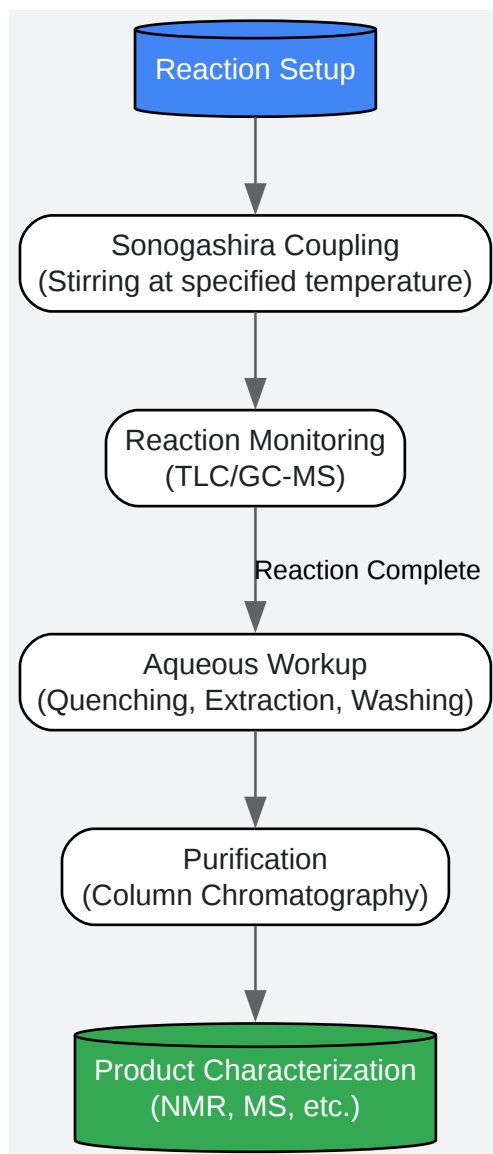 Reaction Setup
Sonogashira Coupling
(Stirring at specified temperature)
Reaction Monitoring
(TLC/GC-MS)
Reaction Complete
Aqueous Workup
(Quenching, Extraction, Washing)
Purification
(Column Chromatography)
Product Characterization
(NMR, MS, etc.)